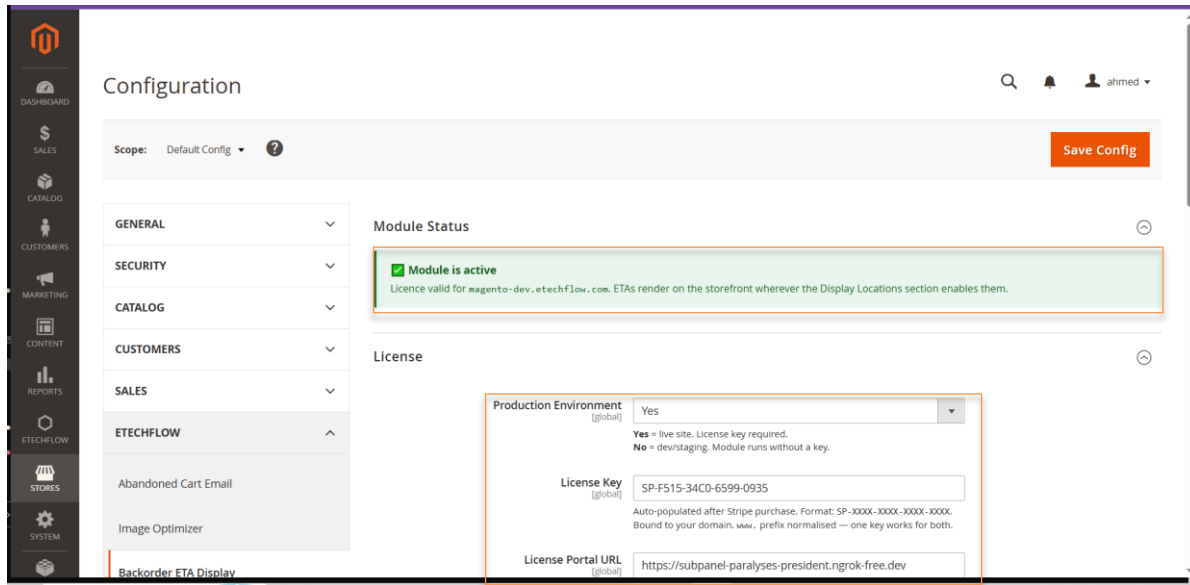 Configuration
ahmed
DASHBOARD
SALES
CATALOG
CUSTOMERS
MARKETING
CONTENT
REPORTS
ETECHFLOW
STORES
SYSTEM
Scope: Default Config ?
Save Config
GENERAL
SECURITY
CATALOG
CUSTOMERS
SALES
ETECHFLOW
Abandoned Cart Email
Image Optimizer
Backorder ETA Display
Module Status
Module is active
Licence valid for magento-dev.etechflow.com. ETAs render on the storefront wherever the Display Locations section enables them.
License
Production Environment
[global]
Yes
Yes = live site. License key required.
No = dev/staging. Module runs without a key.
License Key
[global]
SP-F515-34C0-6599-0935
Auto-populated after Stripe purchase. Format: SP-XXXX-XXXX-XXXX-XXXX.
Bound to your domain. www. prefix normalised — one key works for both.
License Portal URL
[global]
https://subpanel-paralyses-president.ngrok-free.dev